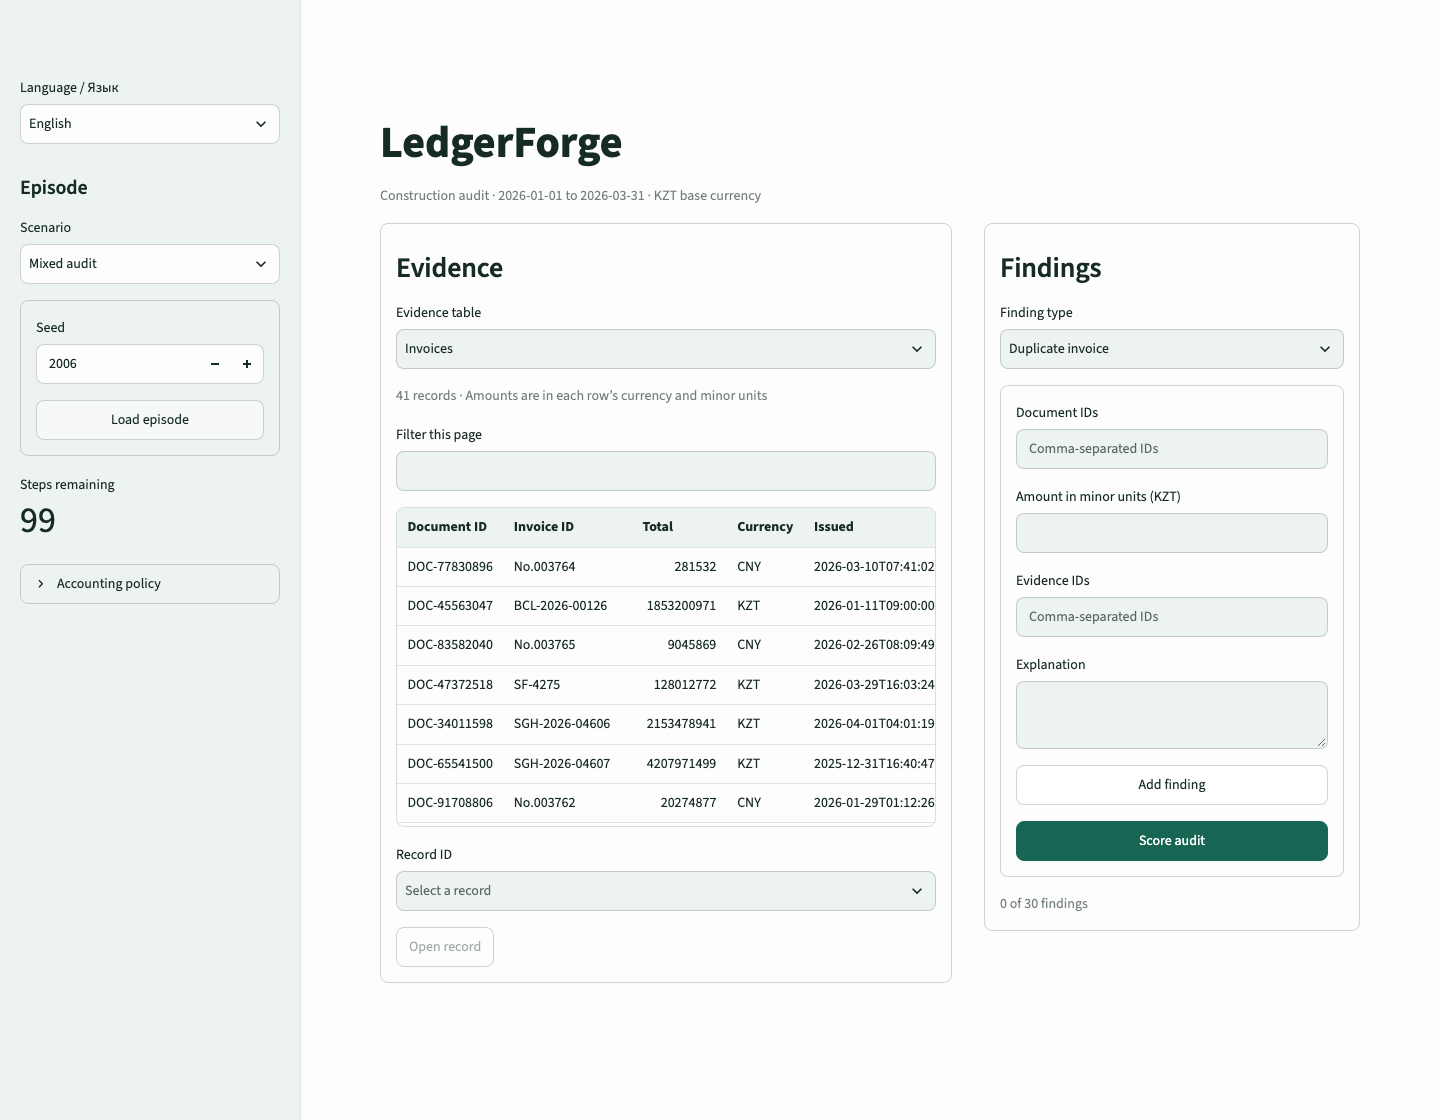 Language / Язык
English
Episode
Scenario
Mixed audit
Seed
2006
Load episode
Steps remaining
99
Accounting policy
LedgerForge
Construction audit · 2026-01-01 to 2026-03-31 · KZT base currency
Evidence
Evidence table
Invoices
41 records · Amounts are in each row's currency and minor units
Filter this page
Document ID Invoice ID Total Currency Issued
DOC-77830896 No.003764 281532 CNY 2026-03-10T07:41:02
DOC-45563047 BCL-2026-00126 1853200971 KZT 2026-01-11T09:00:00
DOC-83582040 No.003765 9045869 CNY 2026-02-26T08:09:49
DOC-47372518 SF-4275 128012772 KZT 2026-03-29T16:03:24
DOC-34011598 SGH-2026-04606 2153478941 KZT 2026-04-01T04:01:19
DOC-65541500 SGH-2026-04607 4207971499 KZT 2025-12-31T16:40:47
DOC-91708806 No.003762 20274877 CNY 2026-01-29T01:12:26
Record ID
Select a record
Open record
Findings
Finding type
Duplicate invoice
Document IDs
Comma-separated IDs
Amount in minor units (KZT)
Evidence IDs
Comma-separated IDs
Explanation
Add finding
Score audit
0 of 30 findings